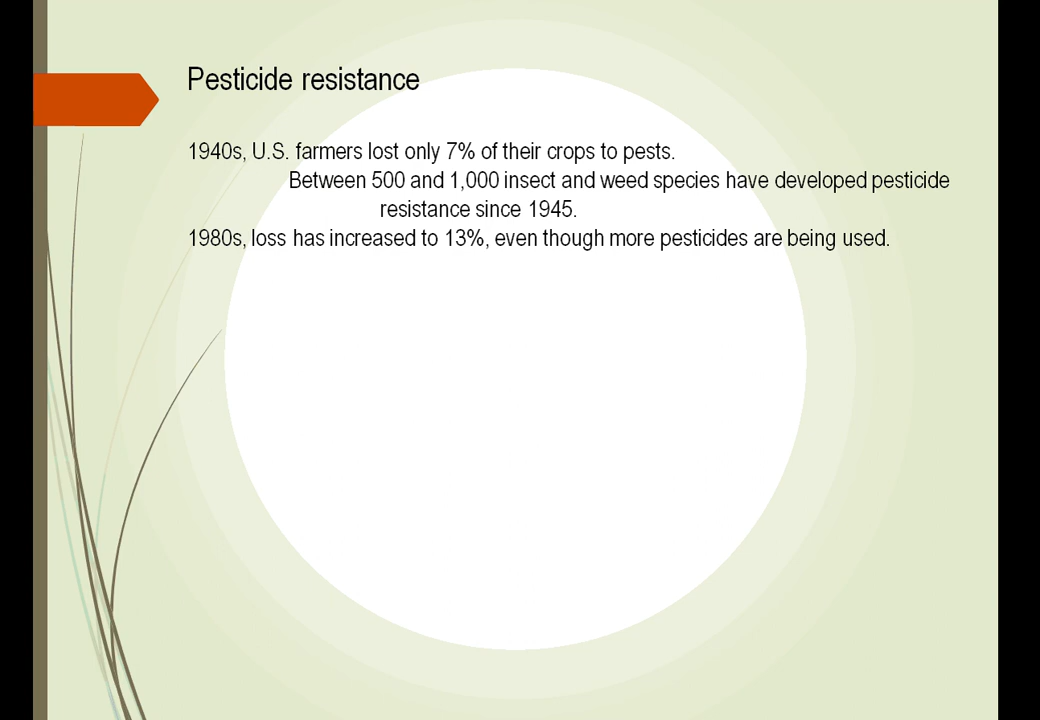 Pesticide resistance
1940s, U.S. farmers lost only 7% of their crops to pests.
Between 500 and 1,000 insect and weed species have developed pesticide
resistance since 1945.
1980s, loss has increased to 13%, even though more pesticides are being used.